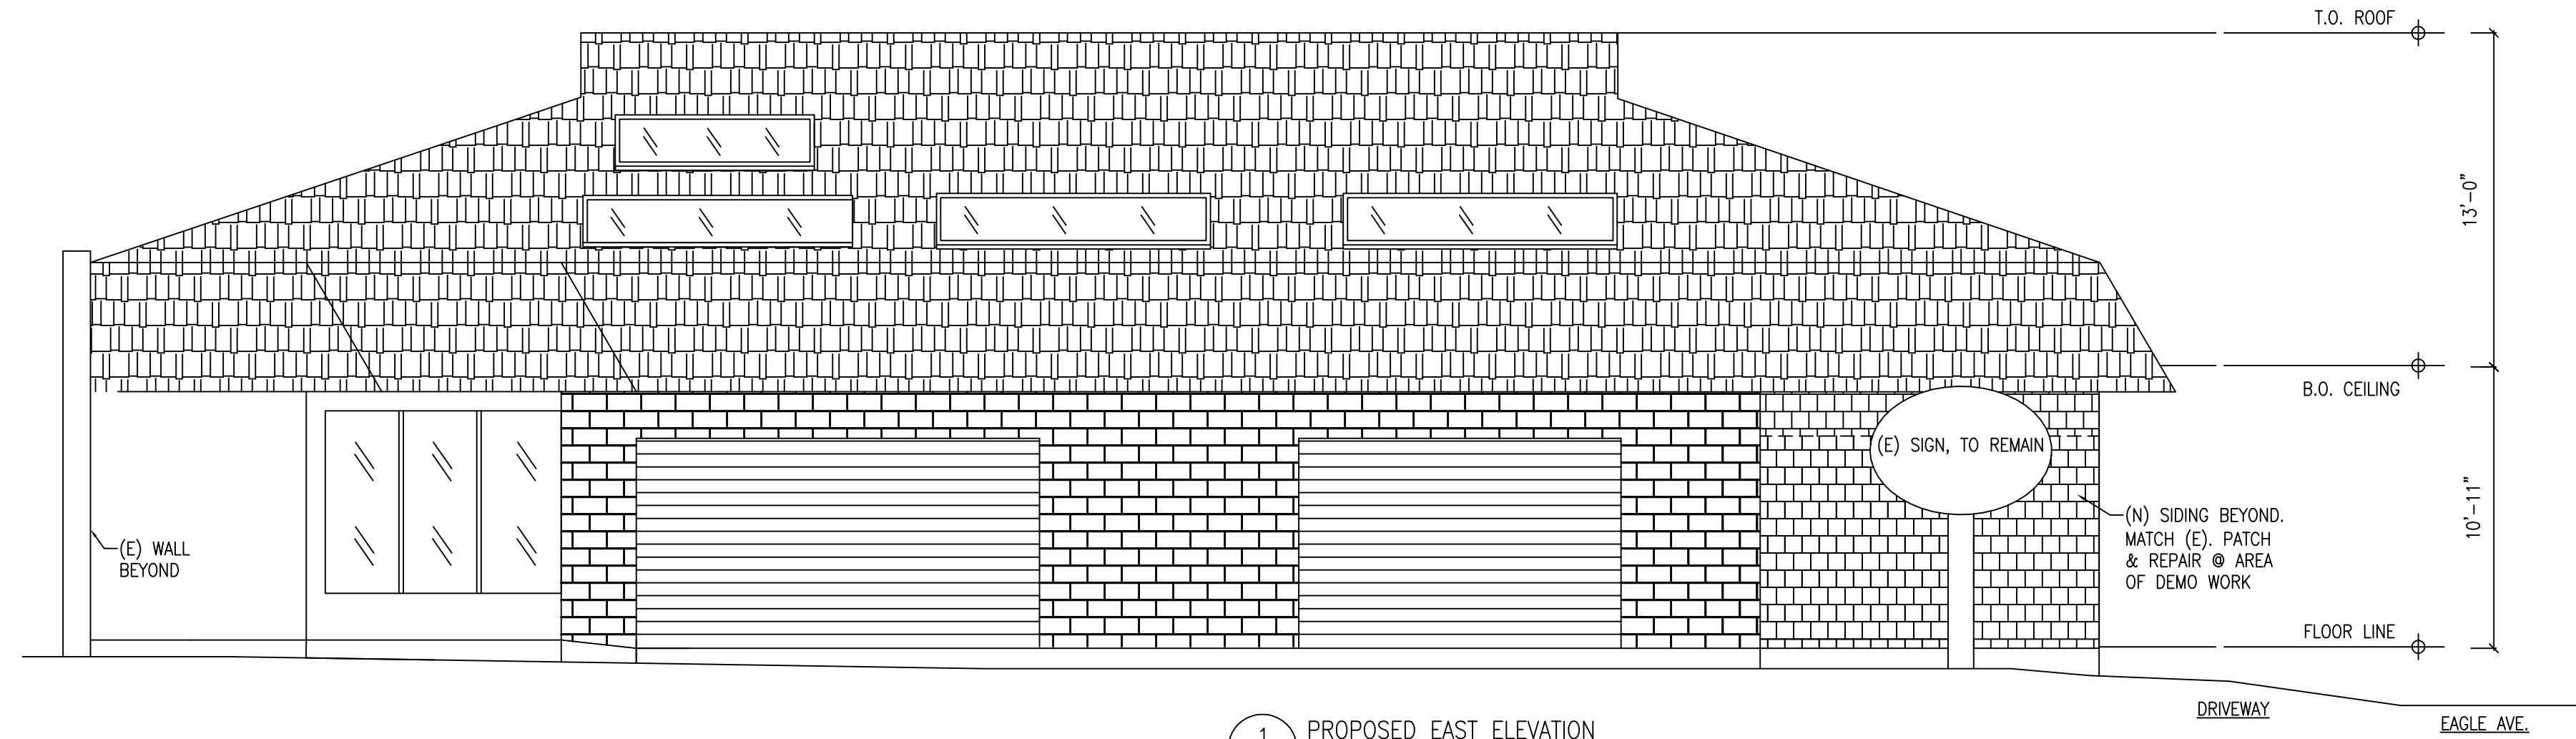 T.O. ROOF
13'-0"
B.O. CEILING
(E) SIGN, TO REMAIN
10'-11"
(N) SIDING BEYOND.
MATCH (E). PATCH
& REPAIR @ AREA
OF DEMO WORK
(E) WALL
BEYOND
FLOOR LINE
DRIVEWAY
EAGLE AVE.
1
PROPOSED EAST ELEVATION